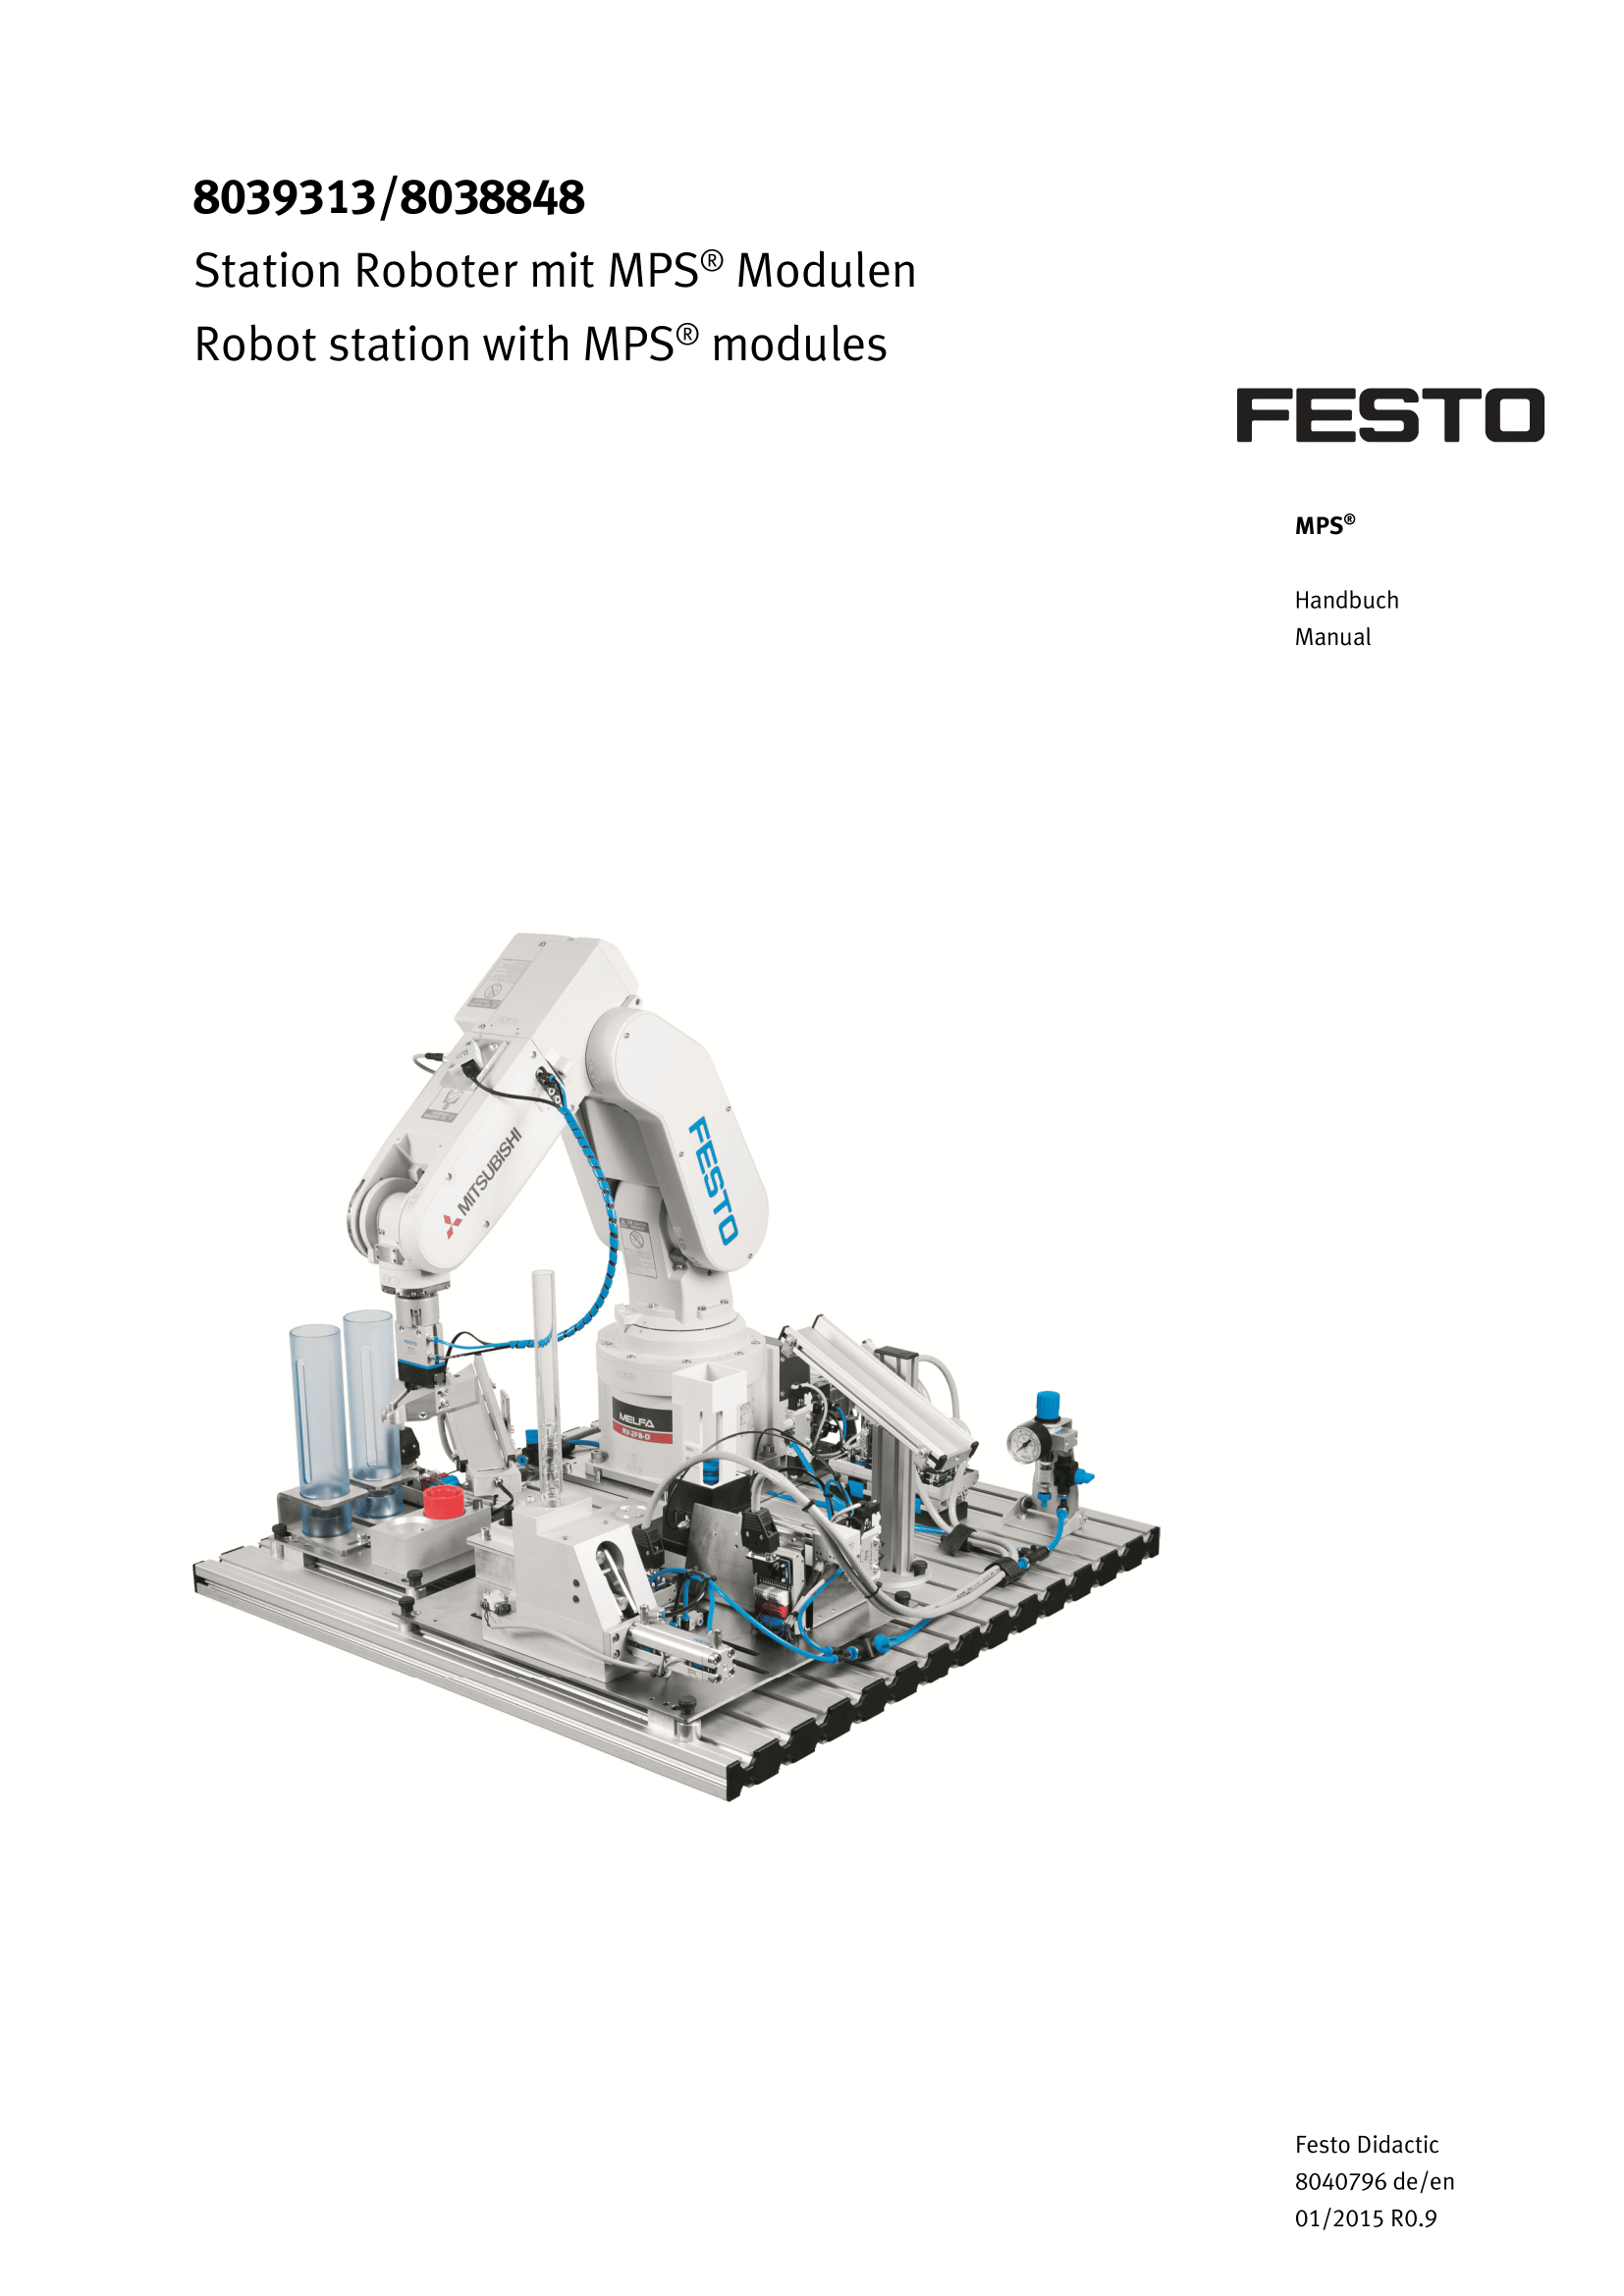 8039313/8038848
Station Roboter mit MPS® Modulen
Robot station with MPS® modules
FESTO
MPS®
Handbuch
Manual
MITSUBISHI
FESTO
MELFA
RV-2FB-D
Festo Didactic
8040796 de/en
01/2015 R0.9